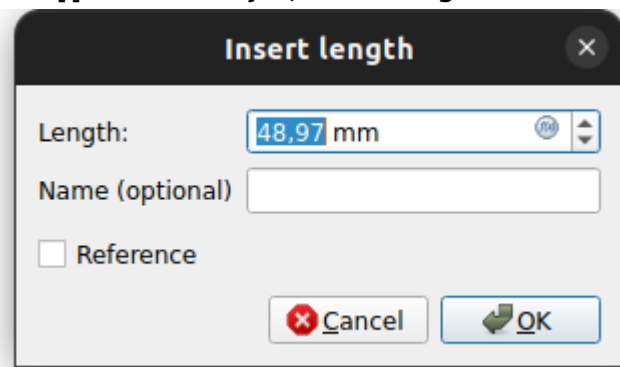 Insert length
Length: 48,97 mm
Name (optional)
Reference
Cancel OK